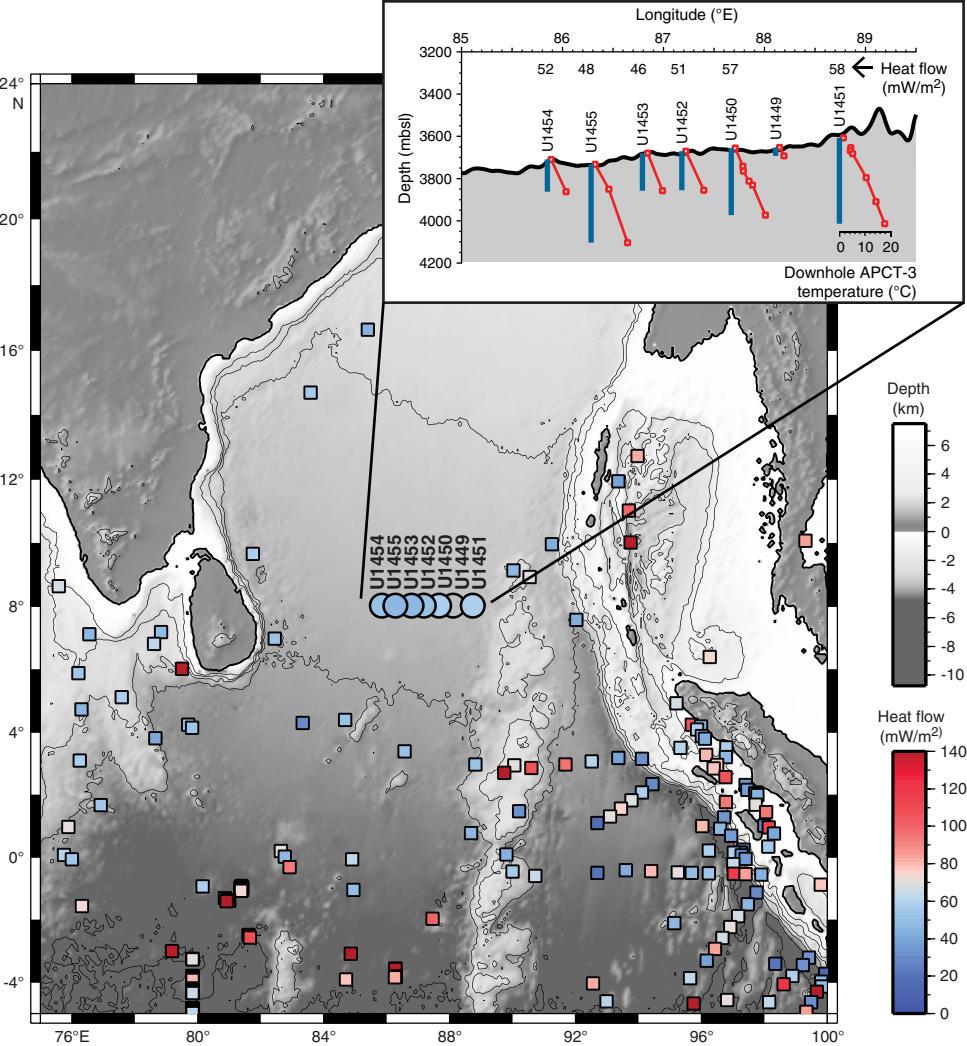 Longitude (°E)
85 86 87 88 89
3200
3400
3600
3800
4000
4200
Depth (mbsl)
52 48 46 51 57 58 Heat flow
(mW/m2)
U1454
U1455
U1453
U1452
U1450
U1449
U1451
0 10 20
Downhole APCT-3
temperature (°C)
24°
N
20°
16°
12°
8°
4°
0°
-4°
U1454
U1455
U1453
U1452
U1450
U1449
U1451
76°E 80° 84° 88° 92° 96° 100°
Depth
(km)
6
4
2
0
-2
-4
-6
-8
-10
0
Heat flow
(mW/m2)
140
120
100
80
60
40
20
0